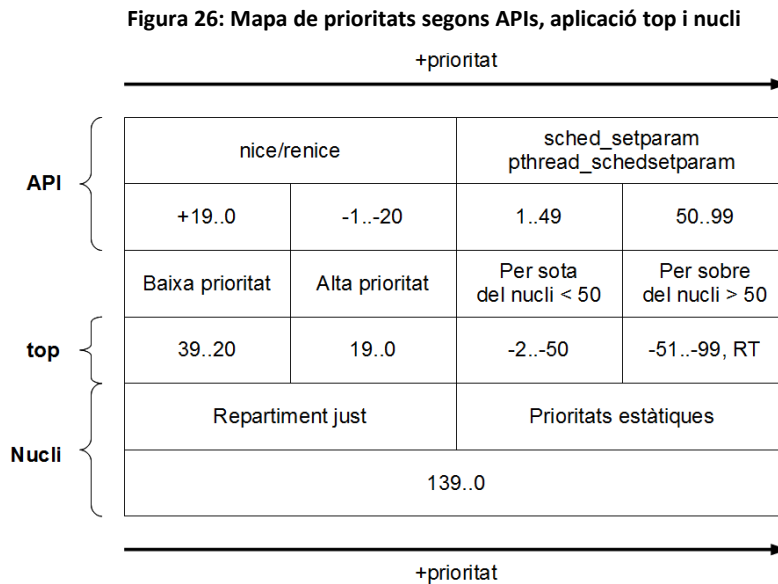 Figura 26: Mapa de prioritats segons APIs, aplicació top i nucli
+prioritat
API
nice/renice
sched_setparam
pthread_schedsetparam
+19..0
-1..-20
1..49
50..99
Baixa prioritat
Alta prioritat
Per sota
del nucli < 50
Per sobre
del nucli > 50
top
39..20
19..0
-2..-50
-51..-99, RT
Nucli
Repartiment just
Prioritats estàtiques
139..0
+prioritat